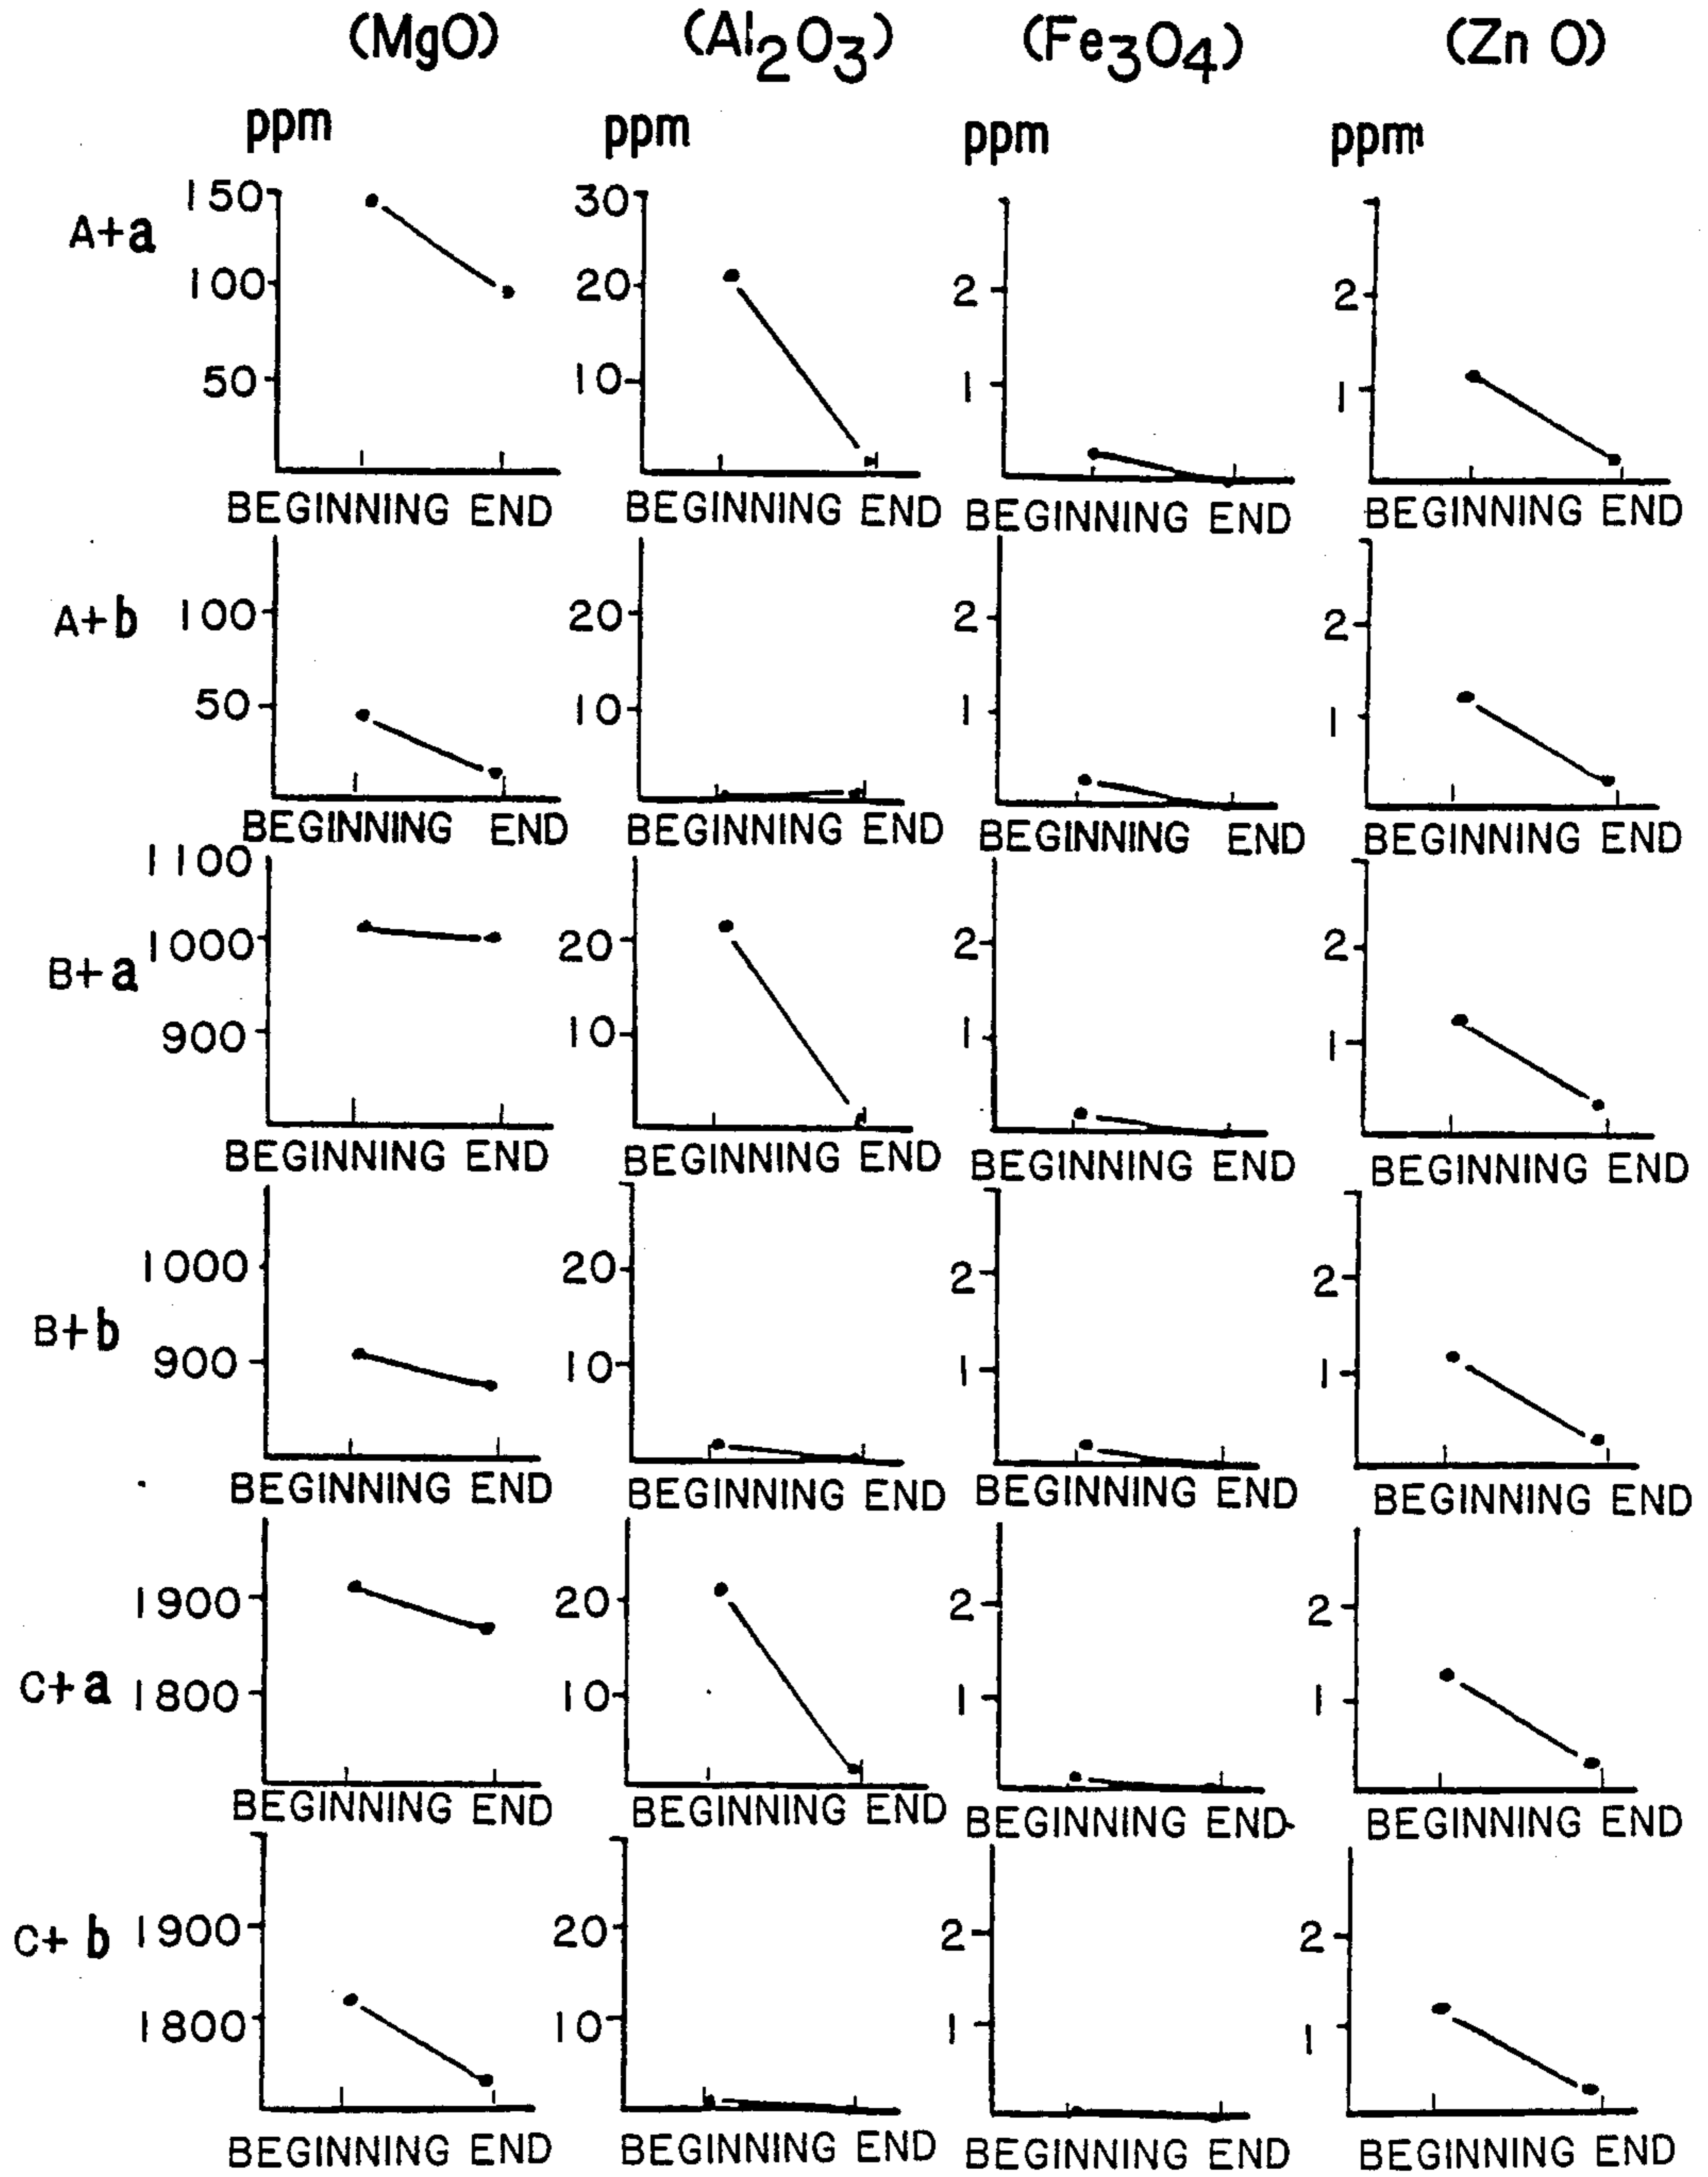 (MgO) (Al2O3) (Fe3O4) (Zn O)
ppm ppm ppm ppm
A+a 150 100 50 30 20 10 2 1 2 1
BEGINNING END BEGINNING END BEGINNING END BEGINNING END
A+b 100 50 20 10 2 1 2 1
BEGINNING END BEGINNING END BEGINNING END BEGINNING END
B+a 1100 1000 900 20 10 2 1 2 1
BEGINNING END BEGINNING END BEGINNING END BEGINNING END
B+b 1000 900 20 10 2 1 2 1
BEGINNING END BEGINNING END BEGINNING END BEGINNING END
C+a 1900 1800 20 10 2 1 2 1
BEGINNING END BEGINNING END BEGINNING END BEGINNING END
C+ b 1900 1800 20 10 2 1 2 1
BEGINNING END BEGINNING END BEGINNING END BEGINNING END